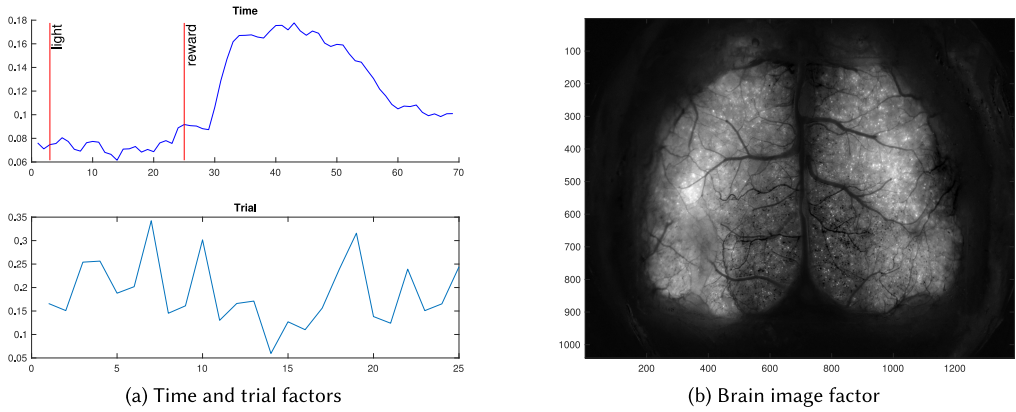 Time
0.18
0.16
0.14
0.12
0.1
0.08
0.06
light
reward
0 10 20 30 40 50 60 70
Trial
0.35
0.3
0.25
0.2
0.15
0.1
0.05
0 5 10 15 20 25
(a) Time and trial factors
100
200
300
400
500
600
700
800
900
1000
200 400 600 800 1000 1200
(b) Brain image factor